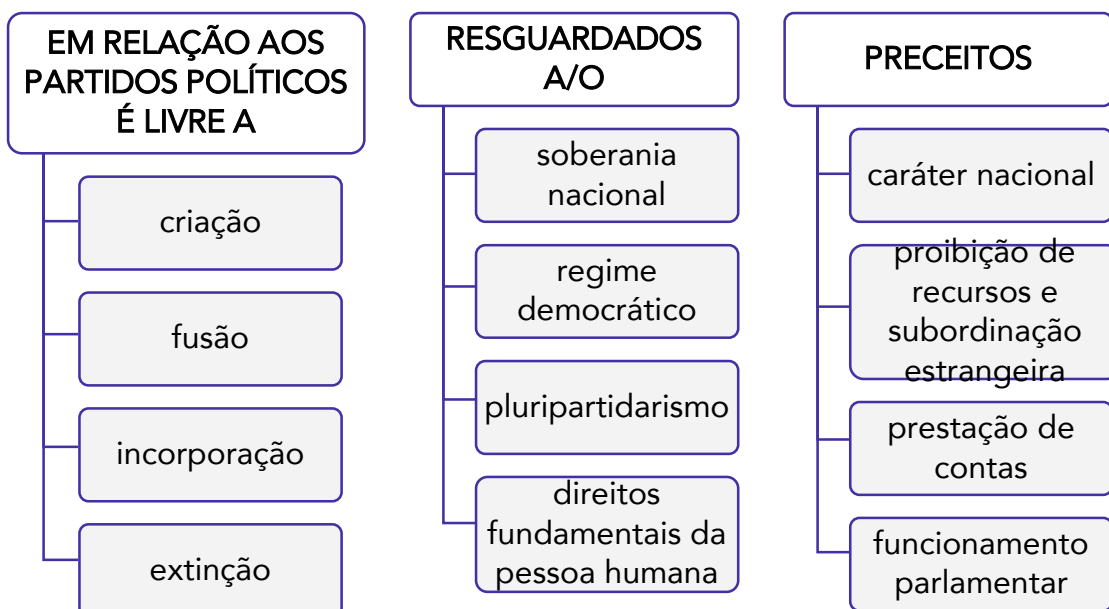 EM RELAÇÃO AOS
PARTIDOS POLÍTICOS
É LIVRE A
criação
fusão
incorporação
extinção
RESGUARDADOS
A/O
soberania
nacional
regime
democrático
pluripartidarismo
direitos
fundamentais da
pessoa humana
PRECEITOS
caráter nacional
proibição de
recursos e
subordinação
estrangeira
prestação de
contas
funcionamento
parlamentar